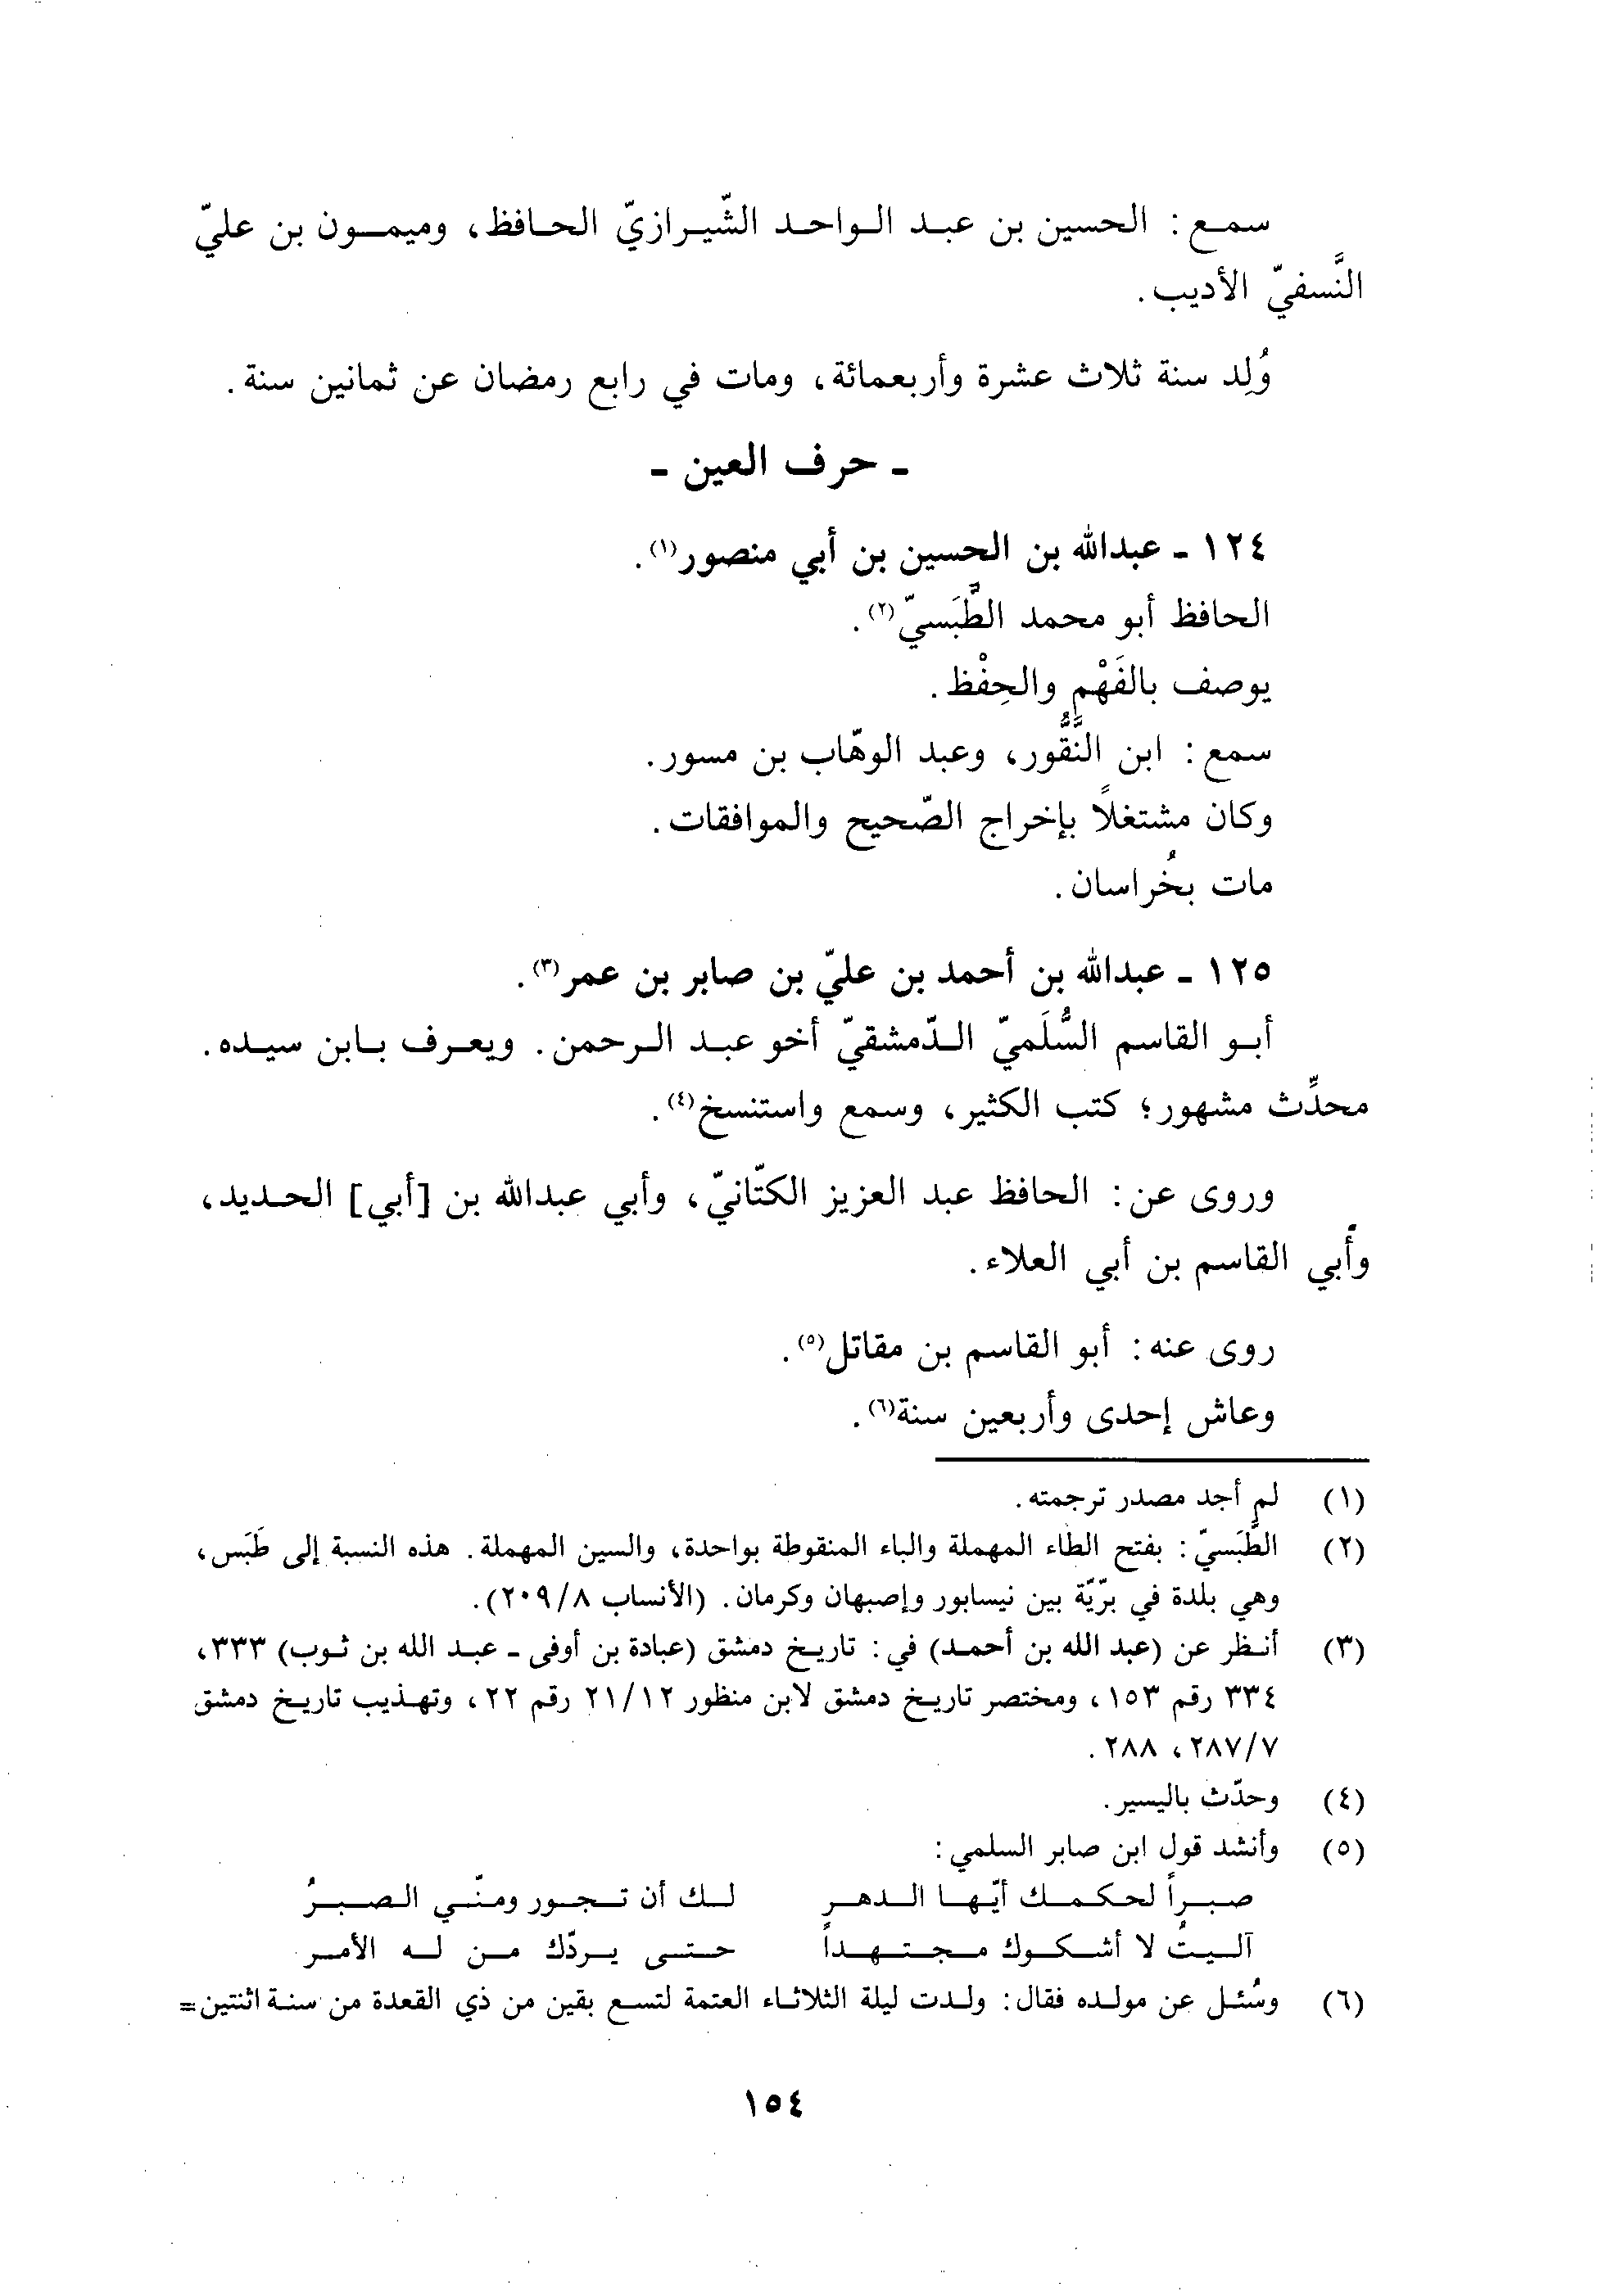 سمع : الحسين بن عبد الواحد الشّيرازيّ الحافظ، وميمون بن عليّ
النَّسفيّ الأديب .
وُلِد سنة ثلاث عشرة وأربعمائة، ومات في رابع رمضان عن ثمانين سنة .
ـ حرف العين ـ
١٢٤ ـ عبدالله بن الحسين بن أبي منصور(١).
الحافظ أبو محمد الطَّبَسيّ(٢).
يوصف بالفَهْم والحِفْظ .
سمع : ابن النَّقُّور، وعبد الوهّاب بن مسور.
وكان مشتغلاً بإخراج الصّحيح والموافقات .
مات بخُراسان .
١٢٥ ـ عبدالله بن أحمد بن عليّ بن صابر بن عمر(٣).
أبو القاسم السُّلَميّ الدّمشقيّ أخو عبد الرحمن. ويعرف بابن سيده.
محدِّث مشهور؛ كتب الكثير، وسمع واستنسخ(٤).
وروى عن : الحافظ عبد العزيز الكتّانيّ، وأبي عبدالله بن [أبي] الحديد،
وأبي القاسم بن أبي العلاء.
روى عنه : أبو القاسم بن مقاتل(٥).
وعاش إحدى وأربعين سنة(٦).
(١) لم أجد مصدر ترجمته .
(٢) الطَّبَسيّ : بفتح الطاء المهملة والباء المنقوطة بواحدة، والسين المهملة. هذه النسبة إلى طَبَس،
وهي بلدة في برّيّة بين نيسابور وإصبهان وكرمان. (الأنساب ٢٠٩/٨).
(٣) أنظر عن (عبد الله بن أحمد) في : تاريخ دمشق (عبادة بن أوفى ـ عبد الله بن ثوب) ٣٣٣،
٣٣٤ رقم ١٥٣، ومختصر تاريخ دمشق لابن منظور ٢١/١٢ رقم ٢٢، وتهذيب تاريخ دمشق
٢٨٧/٧، ٢٨٨ .
(٤) وحدّث باليسير.
(٥) وأنشد قول ابن صابر السلمي :
صبراً لحكمك أيّها الدهر لك أن تجور ومنّي الصبرُ
آليتُ لا أشكوك مجتهداً حتى يردّك من له الأمر
(٦) وسُئل عن مولده فقال : ولدت ليلة الثلاثاء العتمة لتسع بقين من ذي القعدة من سنة اثنتين =
١٥٤